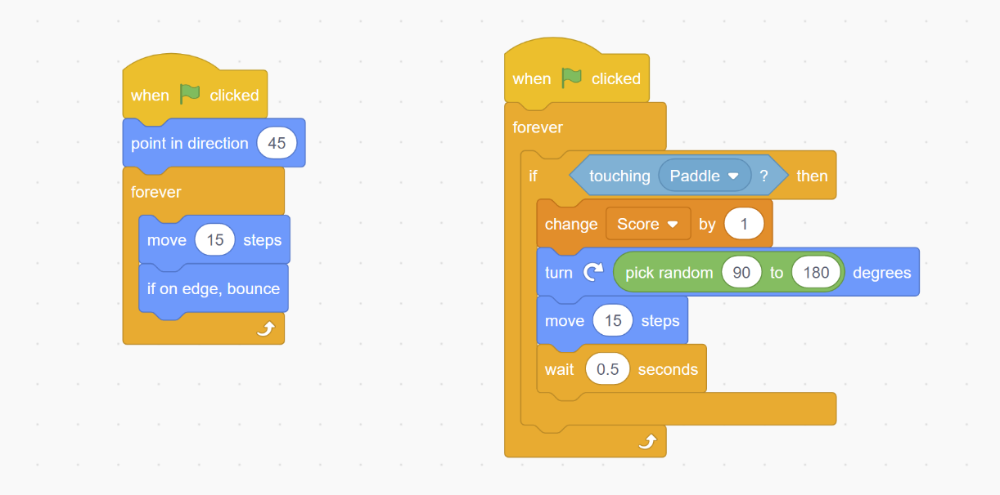 when clicked
point in direction 45
forever
move 15 steps
if on edge, bounce
when clicked
forever
if touching Paddle ? then
change Score by 1
turn pick random 90 to 180 degrees
move 15 steps
wait 0.5 seconds